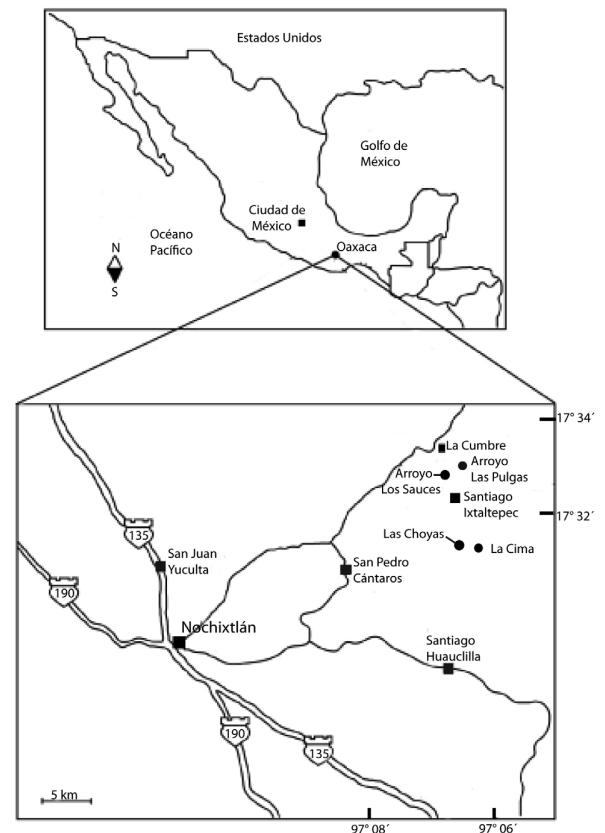 Estados Unidos
Golfo de
México
Ciudad de
México
Océano
Pacífico
Oaxaca
N
S
17° 34´
La Cumbre
Arroyo
Las Pulgas
Arroyo
Los Sauces
Santiago
Ixtaltepec
17° 32´
Las Choyas
La Cima
135
San Juan
Yuculta
San Pedro
Cántaros
190
Nochixtlán
Santiago
Huauclilla
190
135
5 km
97° 08´
97° 06´